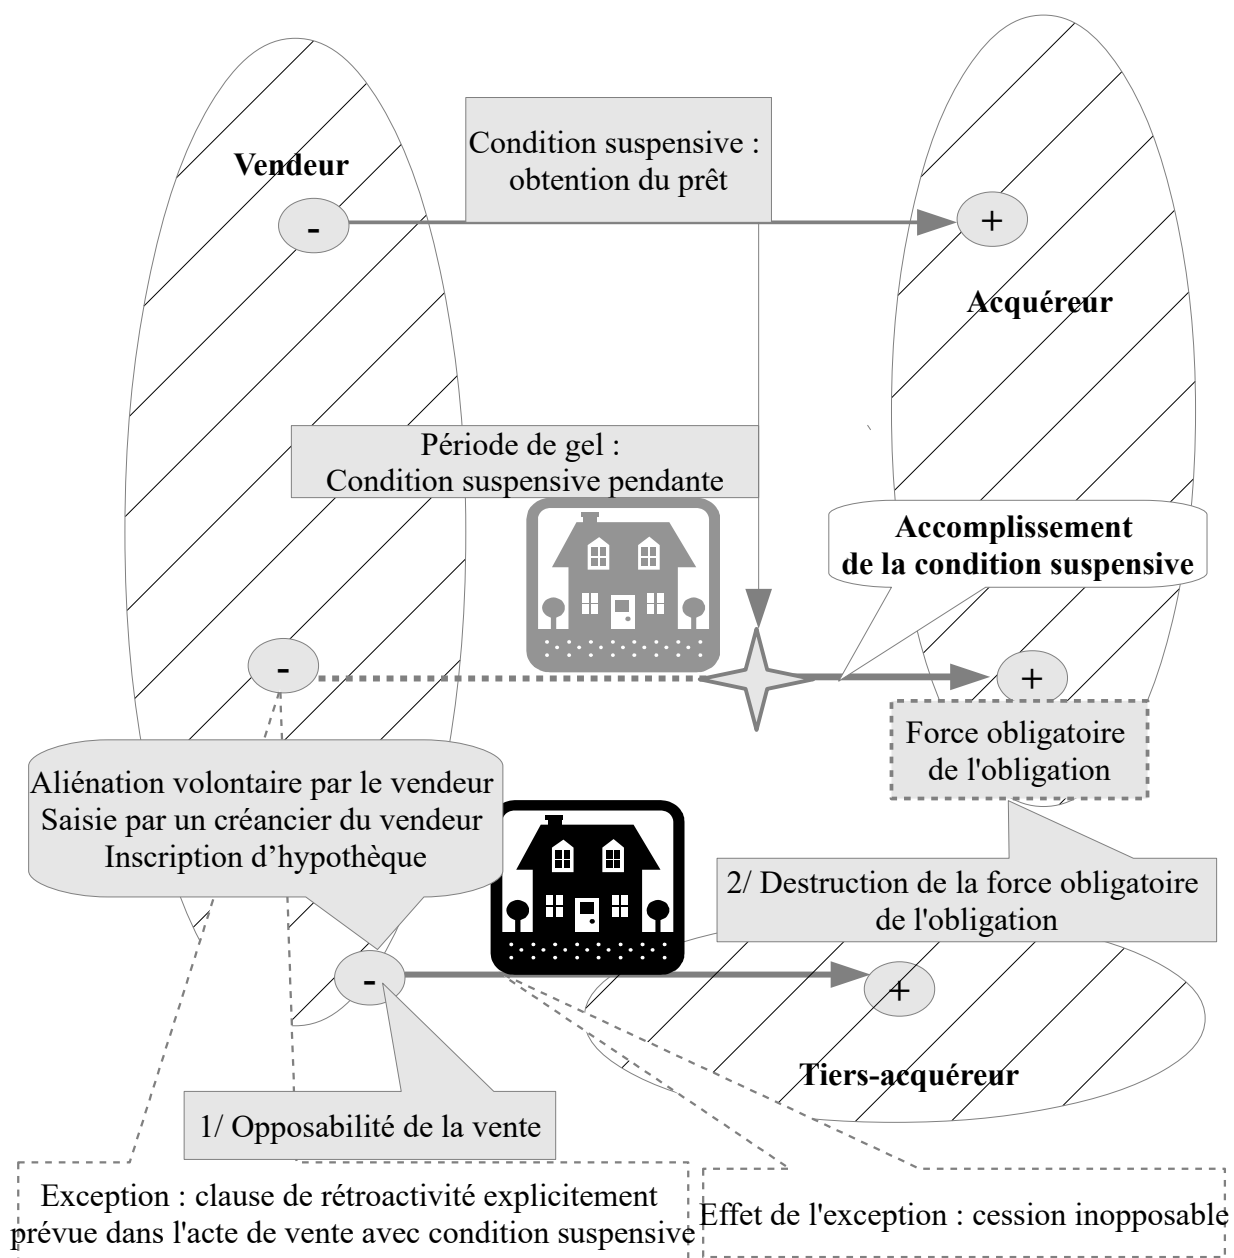 Condition suspensive :
obtention du prêt
Vendeur
-
+
Acquéreur
Période de gel :
Condition suspensive pendante
Accomplissement
de la condition suspensive
-
+
Force obligatoire
de l'obligation
Aliénation volontaire par le vendeur
Saisie par un créancier du vendeur
Inscription d’hypothèque
2/ Destruction de la force obligatoire
de l'obligation
-
+
Tiers-acquéreur
1/ Opposabilité de la vente
Exception : clause de rétroactivité explicitement
prévue dans l'acte de vente avec condition suspensive
Effet de l'exception : cession inopposable